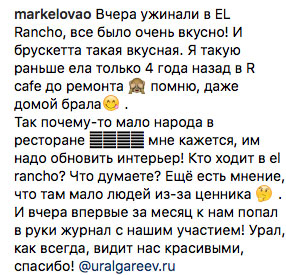 markelovao Вчера ужинали в EL
Rancho, все было очень вкусно! И
брускетта такая вкусная. Я такую
раньше ела только 4 года назад в R
cafe до ремонта 🙈 помню, даже
домой брала😋 .
Так почему-то мало народа в
ресторане 🁢🁢🁢🁢 мне кажется, им
надо обновить интерьер! Кто ходит в el
rancho? Что думаете? Ещё есть мнение,
что там мало людей из-за ценника 🤔 .
И вчера впервые за месяц к нам попал
в руки журнал с нашим участием! Урал,
как всегда, видит нас красивыми,
спасибо! @uralgareev.ru